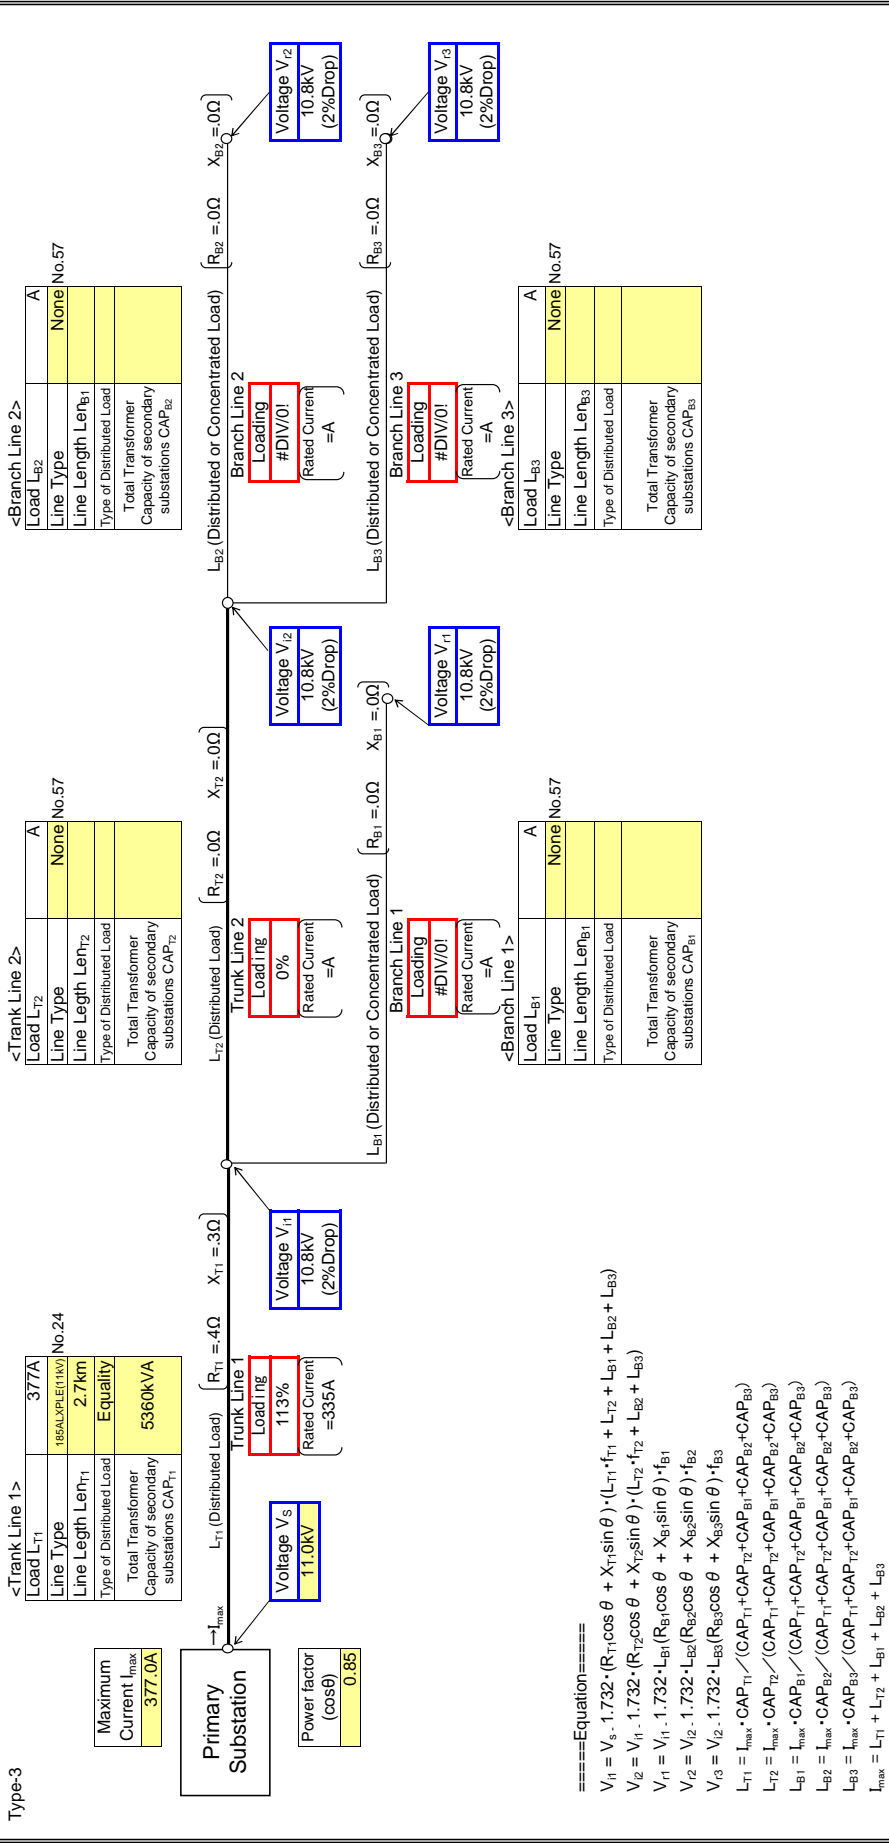 Type-3
<Trank Line 1>
Load L_T1 377A
Line Type 185ALXPLE(11kV) No.24
Line Legth Len_T1 2.7km
Type of Distributed Load Equality
Total Transformer
Capacity of secondary
substations CAP_T1
5360kVA
<Trank Line 2>
Load L_T2 A
Line Type None No.57
Line Legth Len_T2
Type of Distributed Load
Total Transformer
Capacity of secondary
substations CAP_T2
<Branch Line 2>
Load L_B2 A
Line Type None No.57
Line Length Len_B1
Type of Distributed Load
Total Transformer
Capacity of secondary
substations CAP_B2
Maximum
Current I_max
377.0A
Primary
Substation
Power factor
(cosθ)
0.85
→I_max
Voltage V_S
11.0kV
L_T1 (Distributed Load)
R_T1 =.4Ω X_T1 =.3Ω
Trunk Line 1
Loading
113%
Rated Current
=335A
Voltage V_i1
10.8kV
(2%Drop)
L_T2 (Distributed Load)
R_T2 =.0Ω X_T2 =.0Ω
Trunk Line 2
Loading
0%
Rated Current
=A
Voltage V_i2
10.8kV
(2%Drop)
L_B2 (Distributed or Concentrated Load)
R_B2 =.0Ω X_B2 =.0Ω
Branch Line 2
Loading
#DIV/0!
Rated Current
=A
Voltage V_r2
10.8kV
(2%Drop)
L_B1 (Distributed or Concentrated Load)
R_B1 =.0Ω X_B1 =.0Ω
Branch Line 1
Loading
#DIV/0!
Rated Current
=A
Voltage V_r1
10.8kV
(2%Drop)
L_B3 (Distributed or Concentrated Load)
R_B3 =.0Ω X_B3 =.0Ω
Branch Line 3
Loading
#DIV/0!
Rated Current
=A
Voltage V_r3
10.8kV
(2%Drop)
<Branch Line 1>
Load L_B1 A
Line Type None No.57
Line Length Len_B1
Type of Distributed Load
Total Transformer
Capacity of secondary
substations CAP_B1
<Branch Line 3>
Load L_B3 A
Line Type None No.57
Line Length Len_B3
Type of Distributed Load
Total Transformer
Capacity of secondary
substations CAP_B3
=====Equation=====
V_i1 = V_s - 1.732・(R_T1cosθ + X_T1sinθ)・(L_T1・f_T1 + L_T2 + L_B1 + L_B2 + L_B3)
V_i2 = V_i1 - 1.732・(R_T2cosθ + X_T2sinθ)・(L_T2・f_T2 + L_B2 + L_B3)
V_r1 = V_i1 - 1.732・L_B1(R_B1cosθ + X_B1sinθ)・f_B1
V_r2 = V_i2 - 1.732・L_B2(R_B2cosθ + X_B2sinθ)・f_B2
V_r3 = V_i2 - 1.732・L_B3(R_B3cosθ + X_B3sinθ)・f_B3
L_T1 = I_max・CAP_T1／(CAP_T1+CAP_T2+CAP_B1+CAP_B2+CAP_B3)
L_T2 = I_max・CAP_T2／(CAP_T1+CAP_T2+CAP_B1+CAP_B2+CAP_B3)
L_B1 = I_max・CAP_B1／(CAP_T1+CAP_T2+CAP_B1+CAP_B2+CAP_B3)
L_B2 = I_max・CAP_B2／(CAP_T1+CAP_T2+CAP_B1+CAP_B2+CAP_B3)
L_B3 = I_max・CAP_B3／(CAP_T1+CAP_T2+CAP_B1+CAP_B2+CAP_B3)
I_max = L_T1 + L_T2 + L_B1 + L_B2 + L_B3